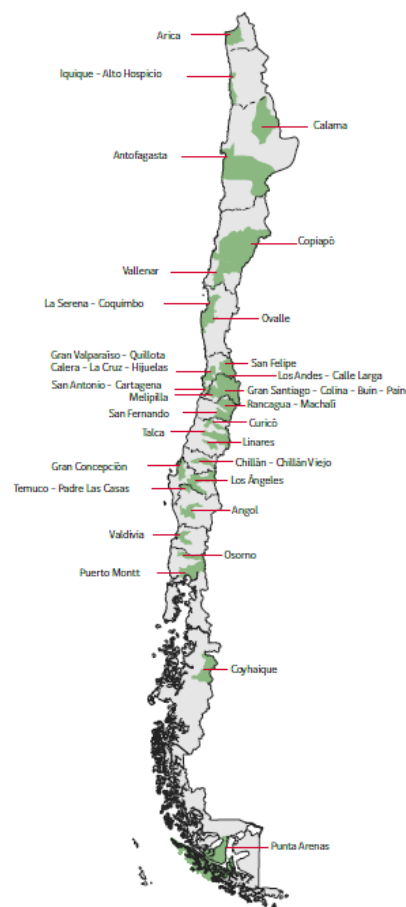 Arica
Iquique - Alto Hospicio
Calama
Antofagasta
Copiapò
Vallenar
La Serena - Coquimbo
Ovalle
Gran Valparaíso - Quillota
Calera - La Cruz - Hijuelas
San Felipe
Los Andes - Calle Larga
San Antonio - Cartagena
Gran Santiago - Colina - Buin - Paine
Melipilla
Rancagua - Machalì
San Fernando
Curicó
Talca
Linares
Gran Concepciòn
Chillán - Chillán Viejo
Los Ángeles
Temuco - Padre Las Casas
Angol
Valdivia
Osorno
Puerto Montt
Coyhaique
Punta Arenas